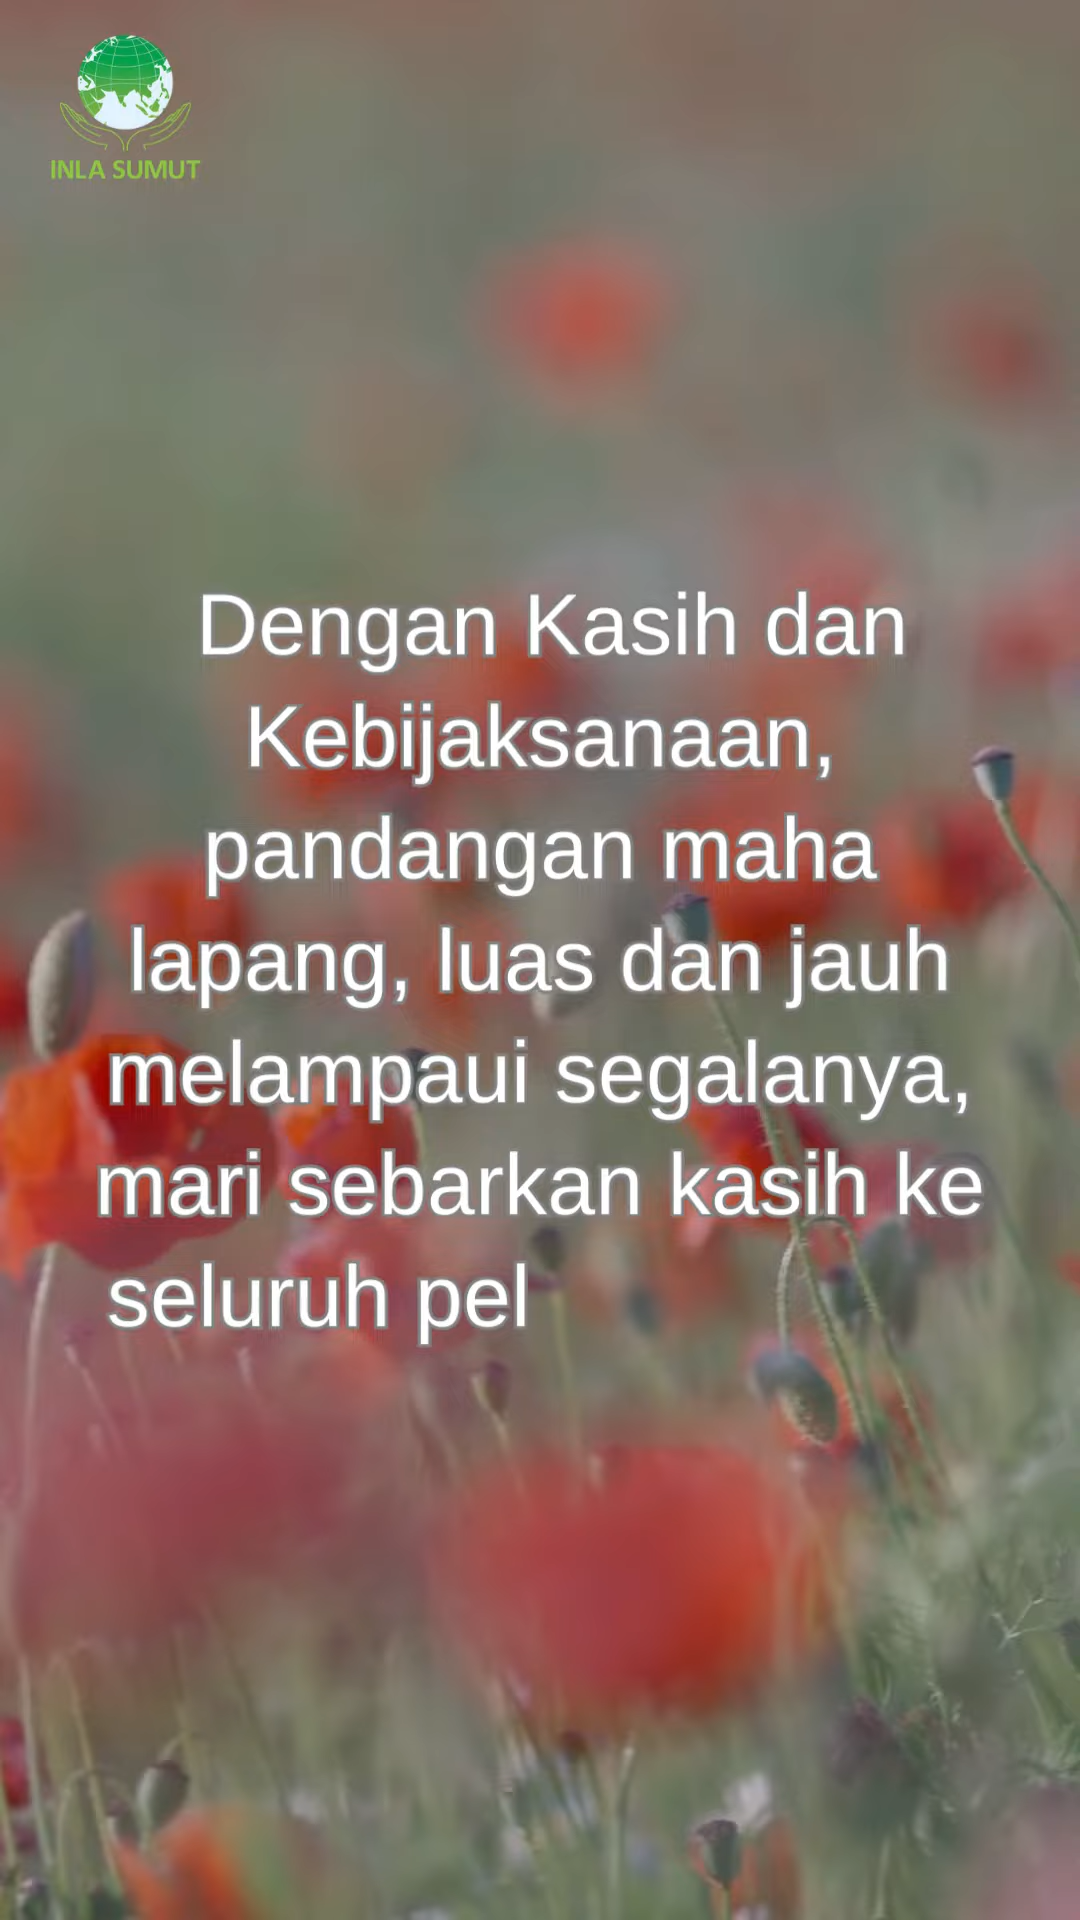 INLA SUMUT
Dengan Kasih dan
Kebijaksanaan,
pandangan maha
lapang, luas dan jauh
melampaui segalanya,
mari sebarkan kasih ke
seluruh pel